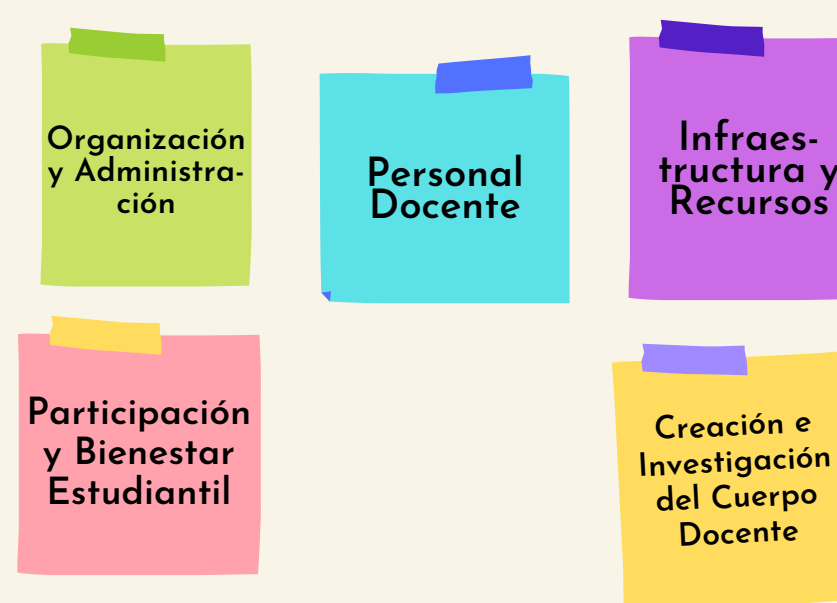 Organización
y Administra-
ción
Personal
Docente
Infraes-
tructura y
Recursos
Participación
y Bienestar
Estudiantil
Creación e
Investigación
del Cuerpo
Docente